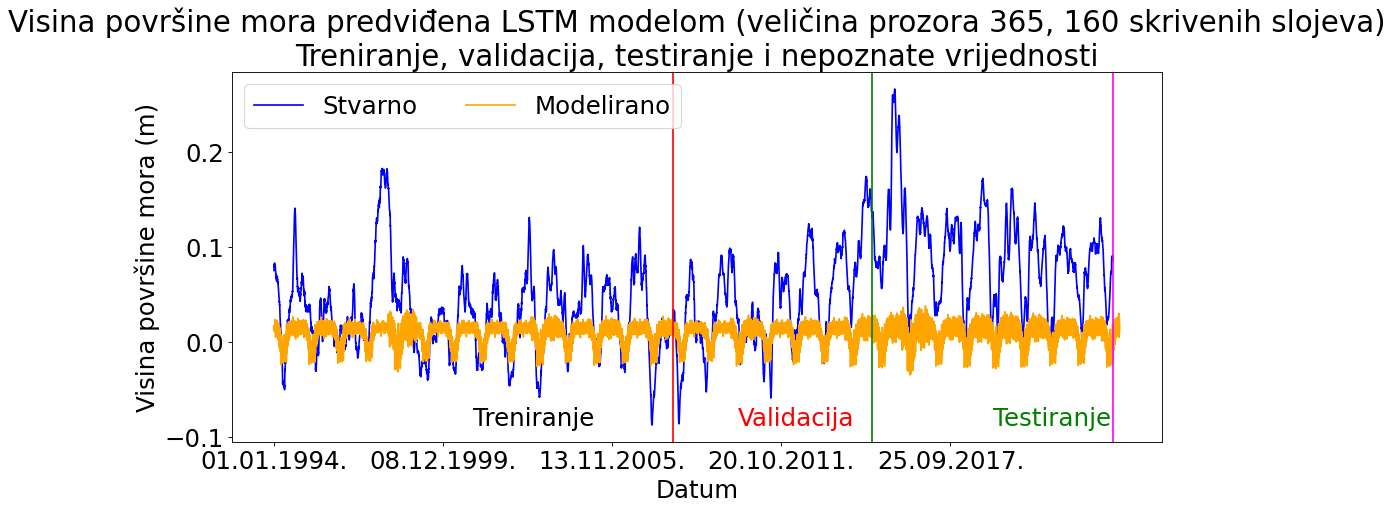 Visina površine mora predviđena LSTM modelom (veličina prozora 365, 160 skrivenih slojeva)
Treniranje, validacija, testiranje i nepoznate vrijednosti
Stvarno
Modelirano
Visina površine mora (m)
0.2
0.1
0.0
−0.1
Treniranje
Validacija
Testiranje
01.01.1994.
08.12.1999.
13.11.2005.
20.10.2011.
25.09.2017.
Datum